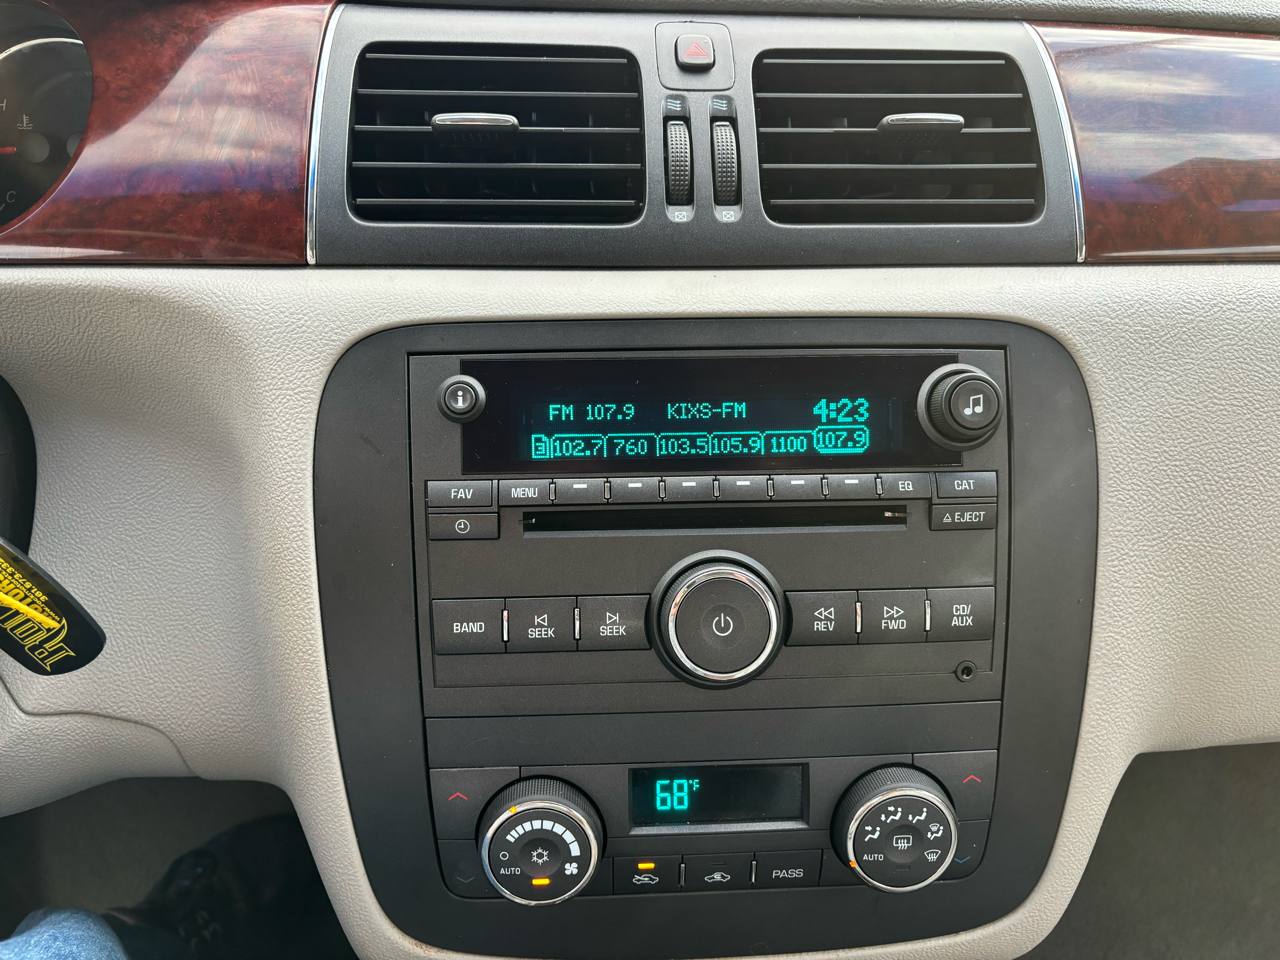 H
C
FM 107.9 KIXS-FM 4:23
3 102.7 760 103.5 105.9 1100 107.9
FAV MENU EQ CAT
EJECT
BAND SEEK SEEK REV FWD CD/
AUX
68°F
AUTO AUTO
PASS